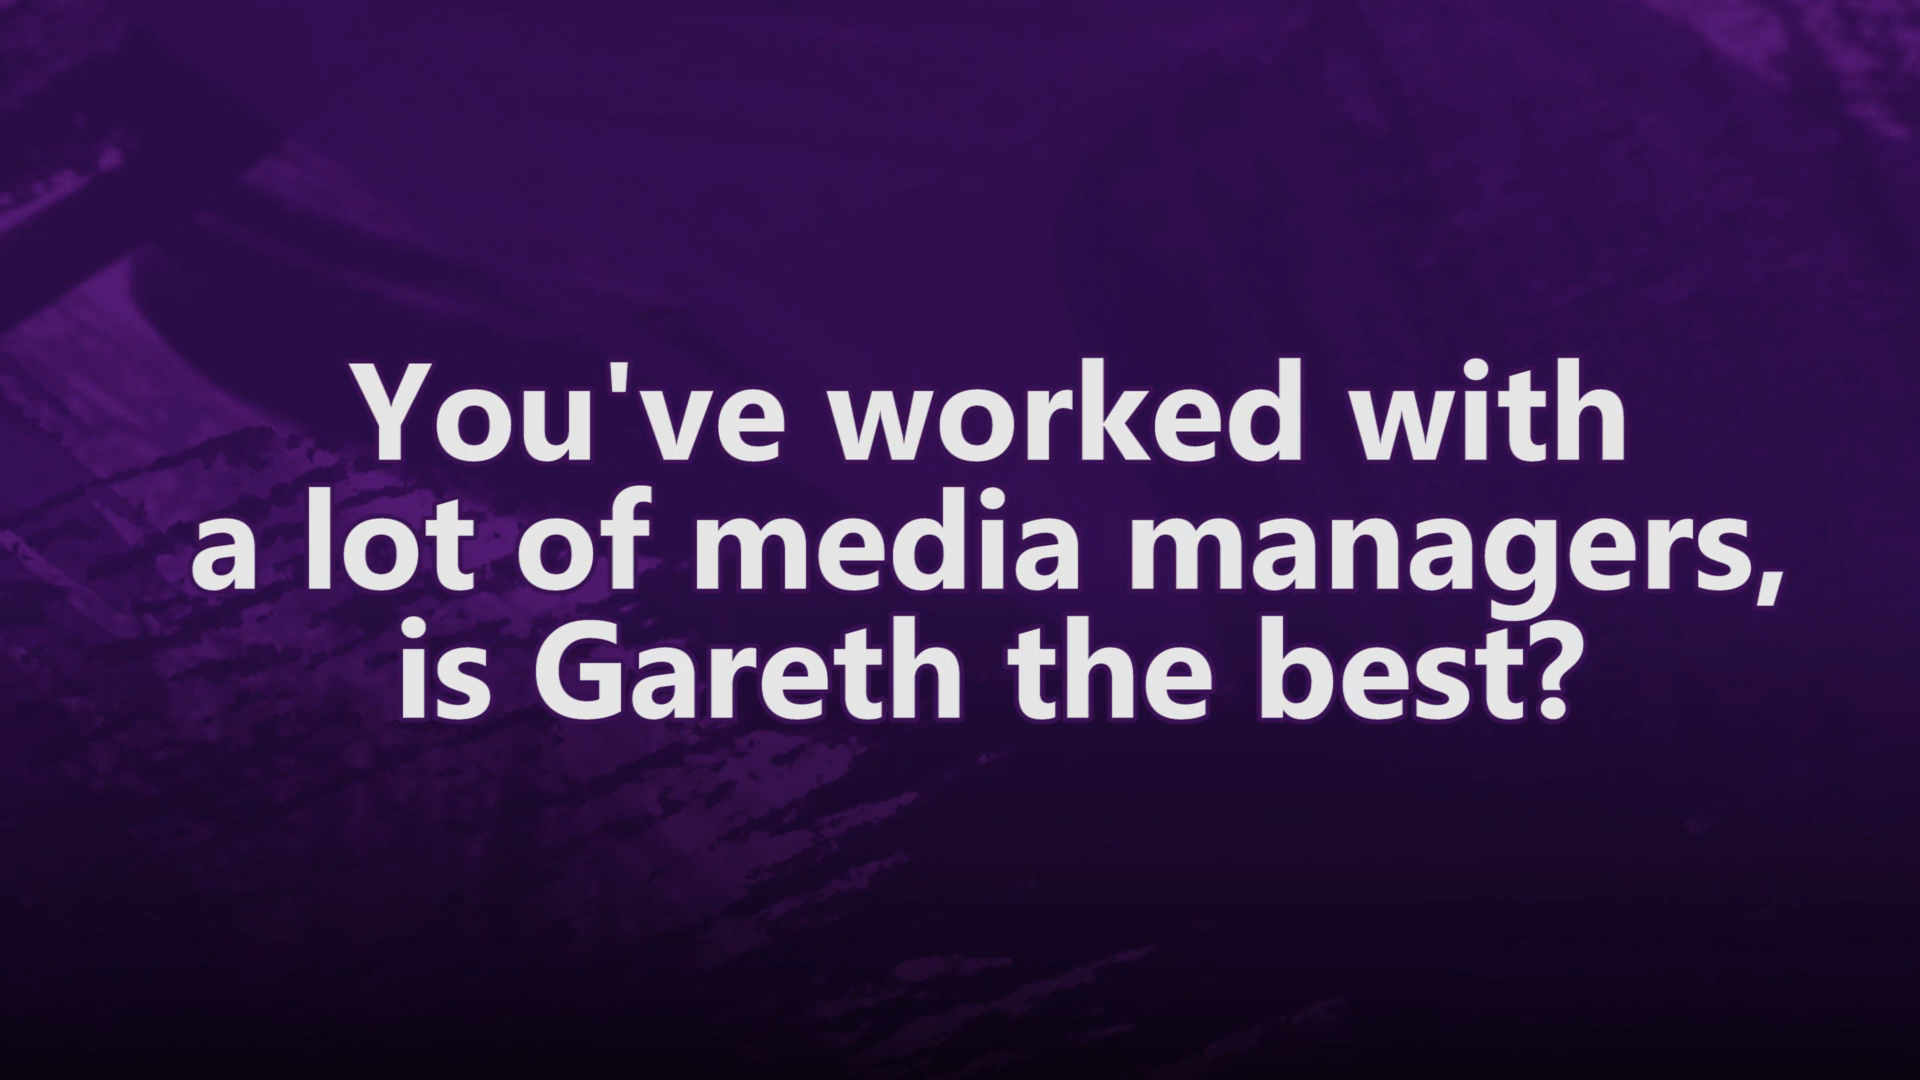 You've worked with
a lot of media managers,
is Gareth the best?